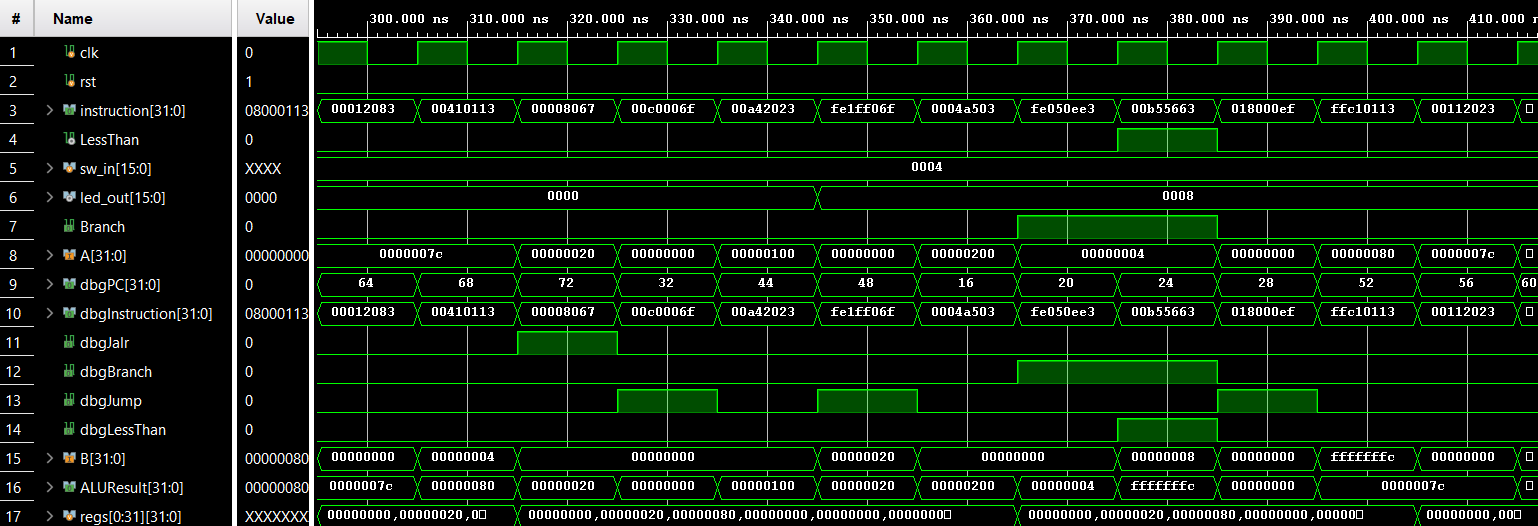 # Name Value 300.000 ns 310.000 ns 320.000 ns 330.000 ns 340.000 ns 350.000 ns 360.000 ns 370.000 ns 380.000 ns 390.000 ns 400.000 ns 410.000
1 clk 0
2 rst 1
3 instruction[31:0] 08000113 00012083 00410113 00008067 00c0006f 00a42023 fe1ff06f 0004a503 fe050ee3 00b55663 018000ef ffc10113 00112023
4 LessThan 0
5 sw_in[15:0] XXXX 0004
6 led_out[15:0] 0000 0000 0008
7 Branch 0
8 A[31:0] 00000000 0000007c 00000020 00000000 00000100 00000000 00000200 00000004 00000000 00000080 0000007c
9 dbgPC[31:0] 0 64 68 72 32 44 48 16 20 24 28 52 56 60
10 dbgInstruction[31:0] 08000113 00012083 00410113 00008067 00c0006f 00a42023 fe1ff06f 0004a503 fe050ee3 00b55663 018000ef ffc10113 00112023
11 dbgJalr 0
12 dbgBranch 0
13 dbgJump 0
14 dbgLessThan 0
15 B[31:0] 00000080 00000000 00000004 00000000 00000020 00000000 00000008 00000000 fffffffc 00000000
16 ALUResult[31:0] 00000080 0000007c 00000080 00000020 00000000 00000100 00000020 00000200 00000004 fffffffc 00000000 0000007c
17 regs[0:31][31:0] XXXXXXX 00000000,00000020,0 00000000,00000020,00000080,00000000,00000000,0000000 00000000,00000020,00000080,00000000,00000 00000000,00